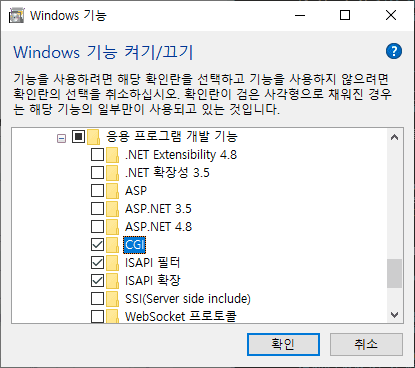 Windows 기능
Windows 기능 켜기/끄기
기능을 사용하려면 해당 확인란을 선택하고 기능을 사용하지 않으려면
확인란의 선택을 취소하십시오. 확인란이 검은 사각형으로 채워진 경우
는 해당 기능의 일부만이 사용되고 있는 것입니다.
응용 프로그램 개발 기능
.NET Extensibility 4.8
.NET 확장성 3.5
ASP
ASP.NET 3.5
ASP.NET 4.8
CGI
ISAPI 필터
ISAPI 확장
SSI(Server side include)
WebSocket 프로토콜
확인
취소